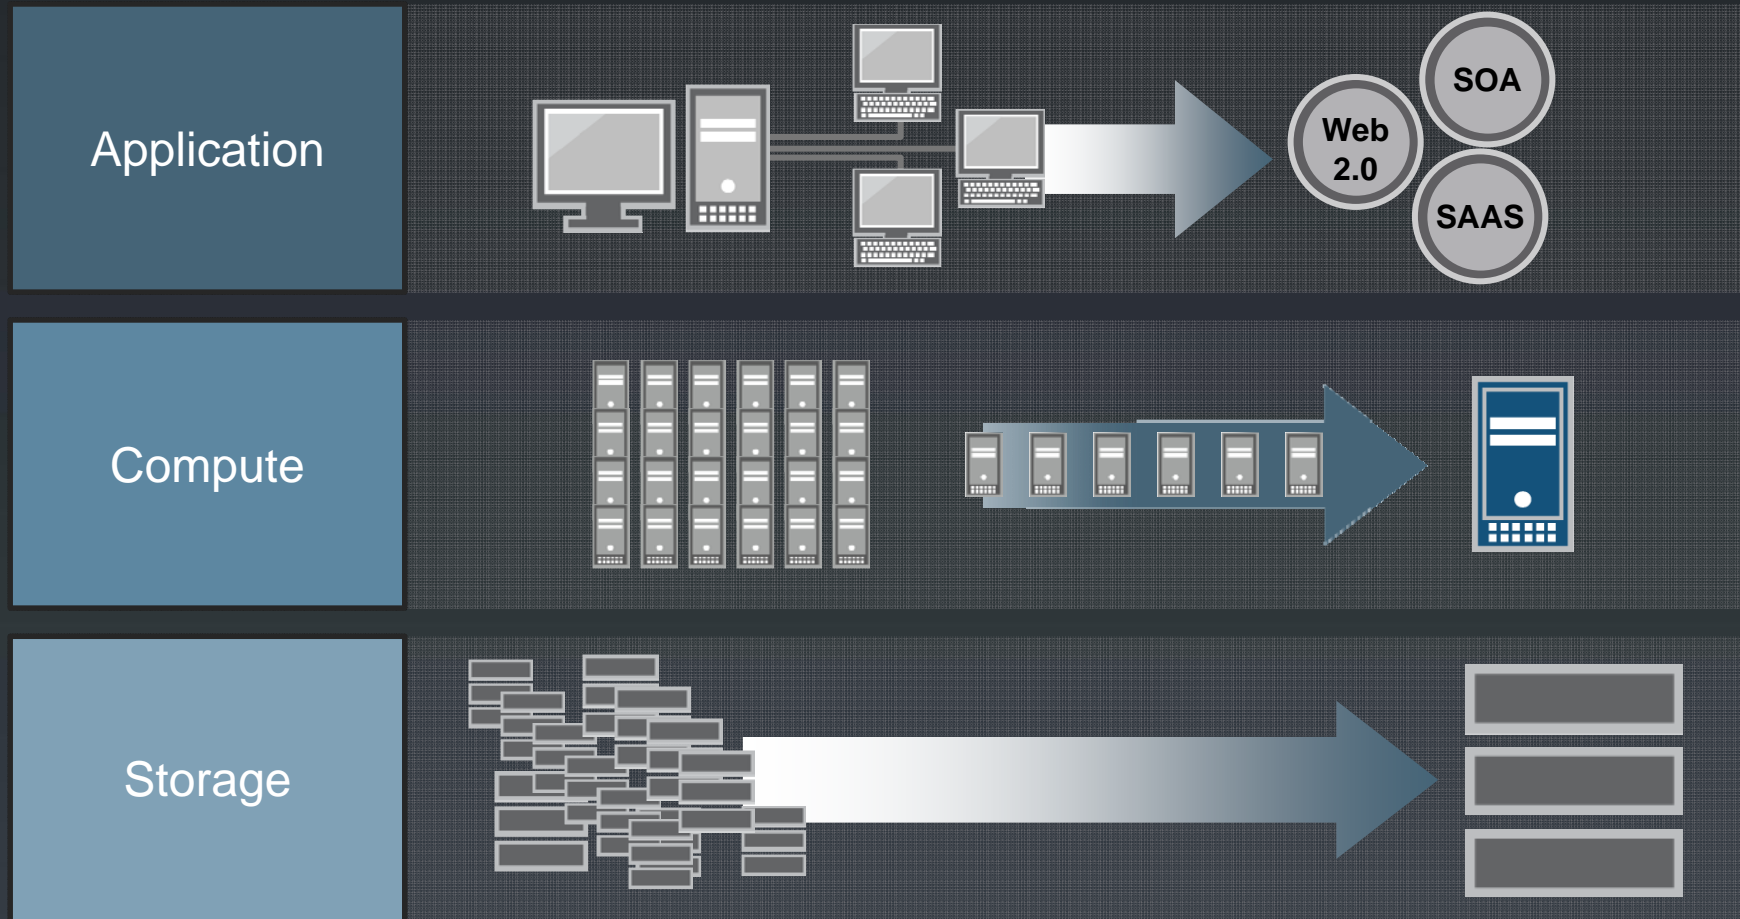 Application
SOA
Web
2.0
SAAS
Compute
Storage